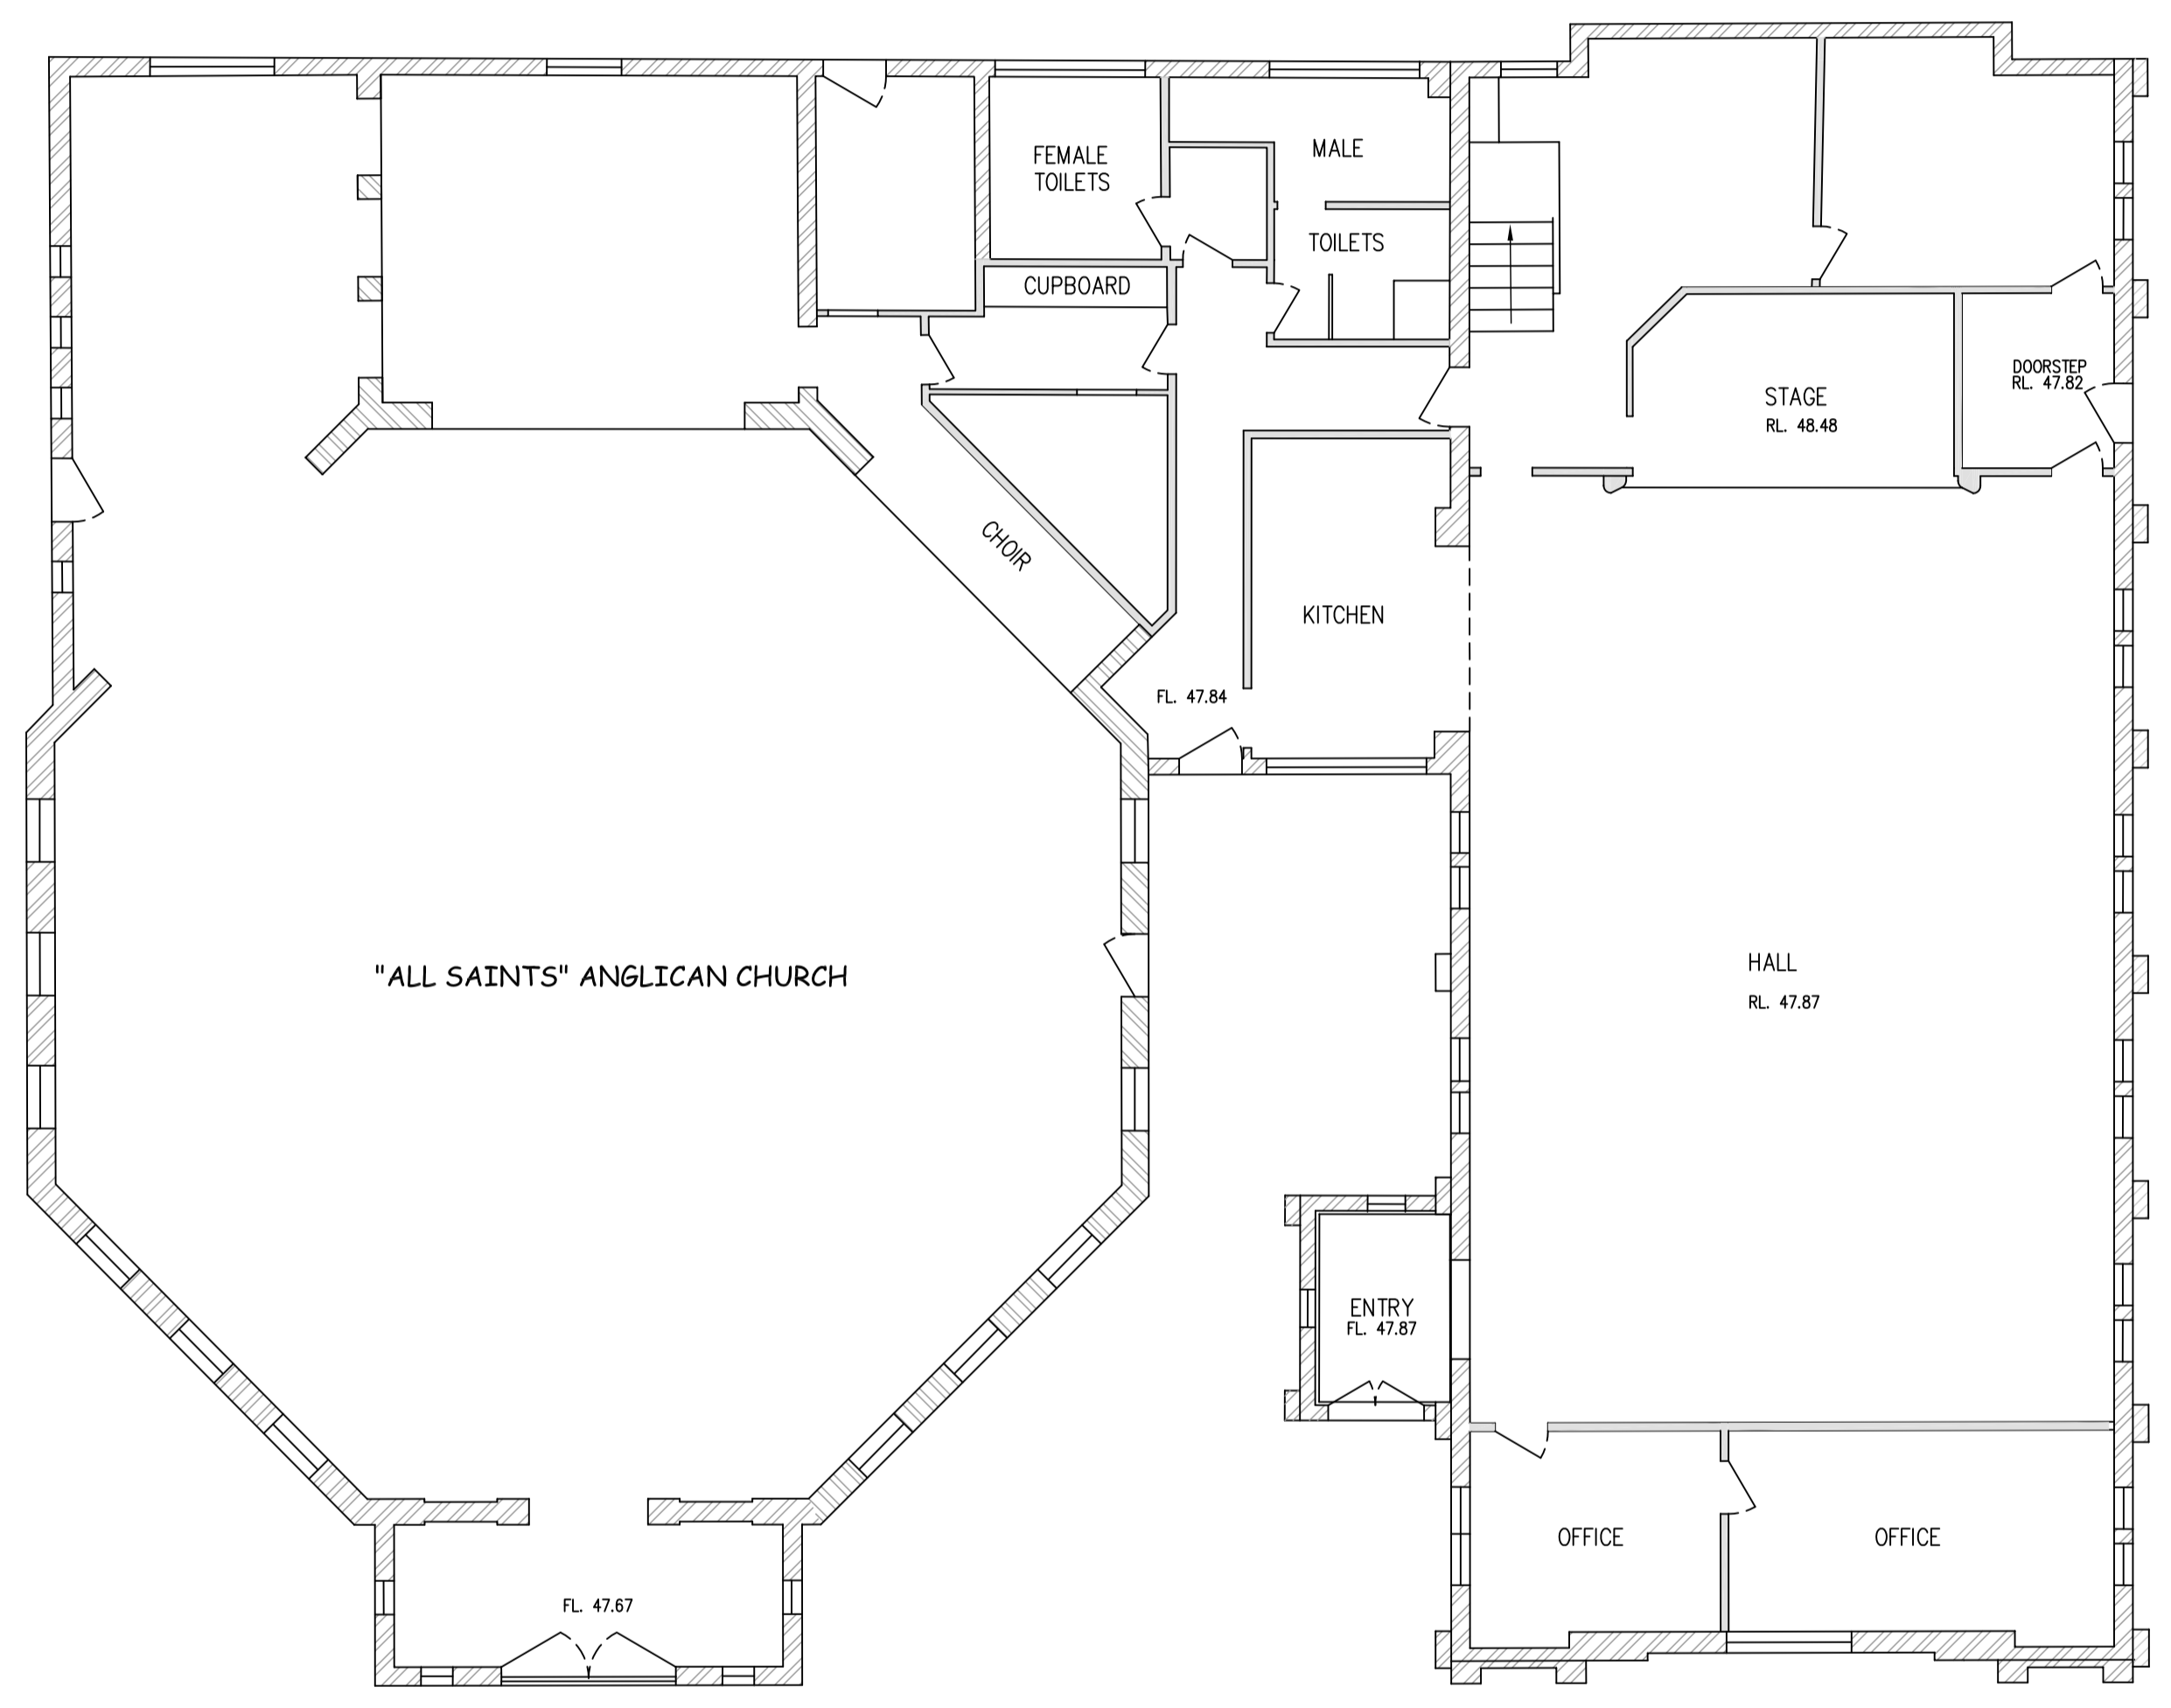 FEMALE
TOILETS
MALE
TOILETS
CUPBOARD
DOORSTEP
RL. 47.82
STAGE
RL. 48.48
CHOIR
KITCHEN
FL. 47.84
"ALL SAINTS" ANGLICAN CHURCH
HALL
RL. 47.87
ENTRY
FL. 47.87
OFFICE
OFFICE
FL. 47.67